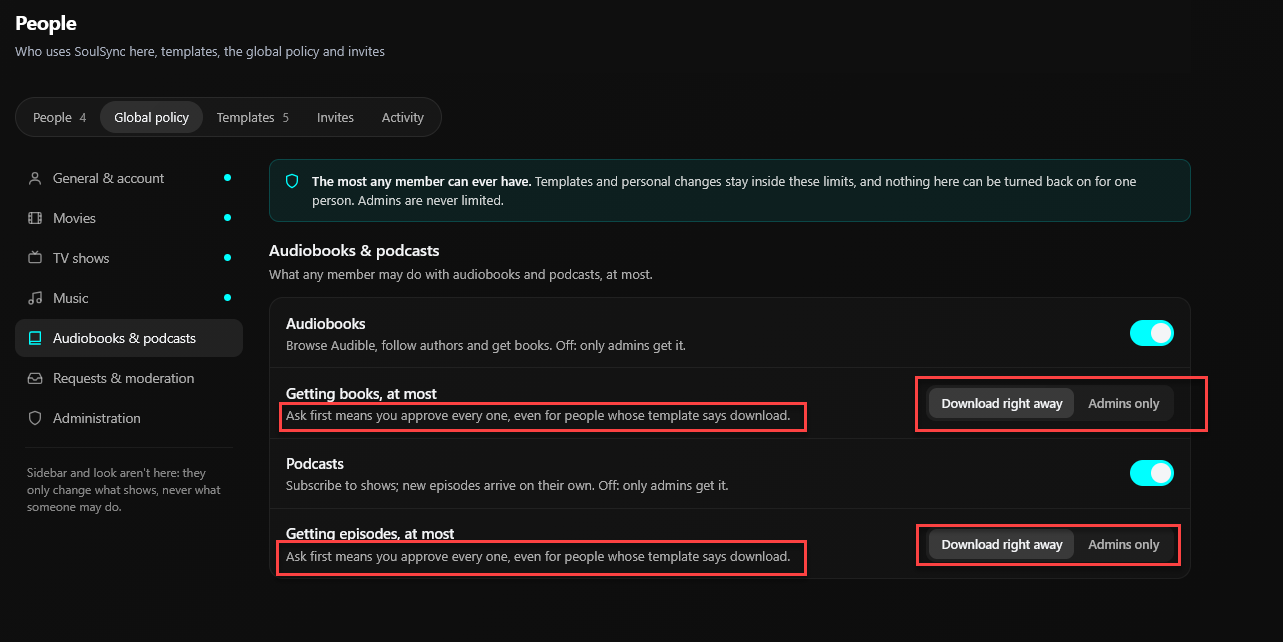 People
Who uses SoulSync here, templates, the global policy and invites
People 4 Global policy Templates 5 Invites Activity
General & account
Movies
TV shows
Music
Audiobooks & podcasts
Requests & moderation
Administration
Sidebar and look aren't here: they
only change what shows, never what
someone may do.
The most any member can ever have. Templates and personal changes stay inside these limits, and nothing here can be turned back on for one
person. Admins are never limited.
Audiobooks & podcasts
What any member may do with audiobooks and podcasts, at most.
Audiobooks
Browse Audible, follow authors and get books. Off: only admins get it.
Getting books, at most
Ask first means you approve every one, even for people whose template says download.
Download right away Admins only
Podcasts
Subscribe to shows; new episodes arrive on their own. Off: only admins get it.
Getting episodes, at most
Ask first means you approve every one, even for people whose template says download.
Download right away Admins only